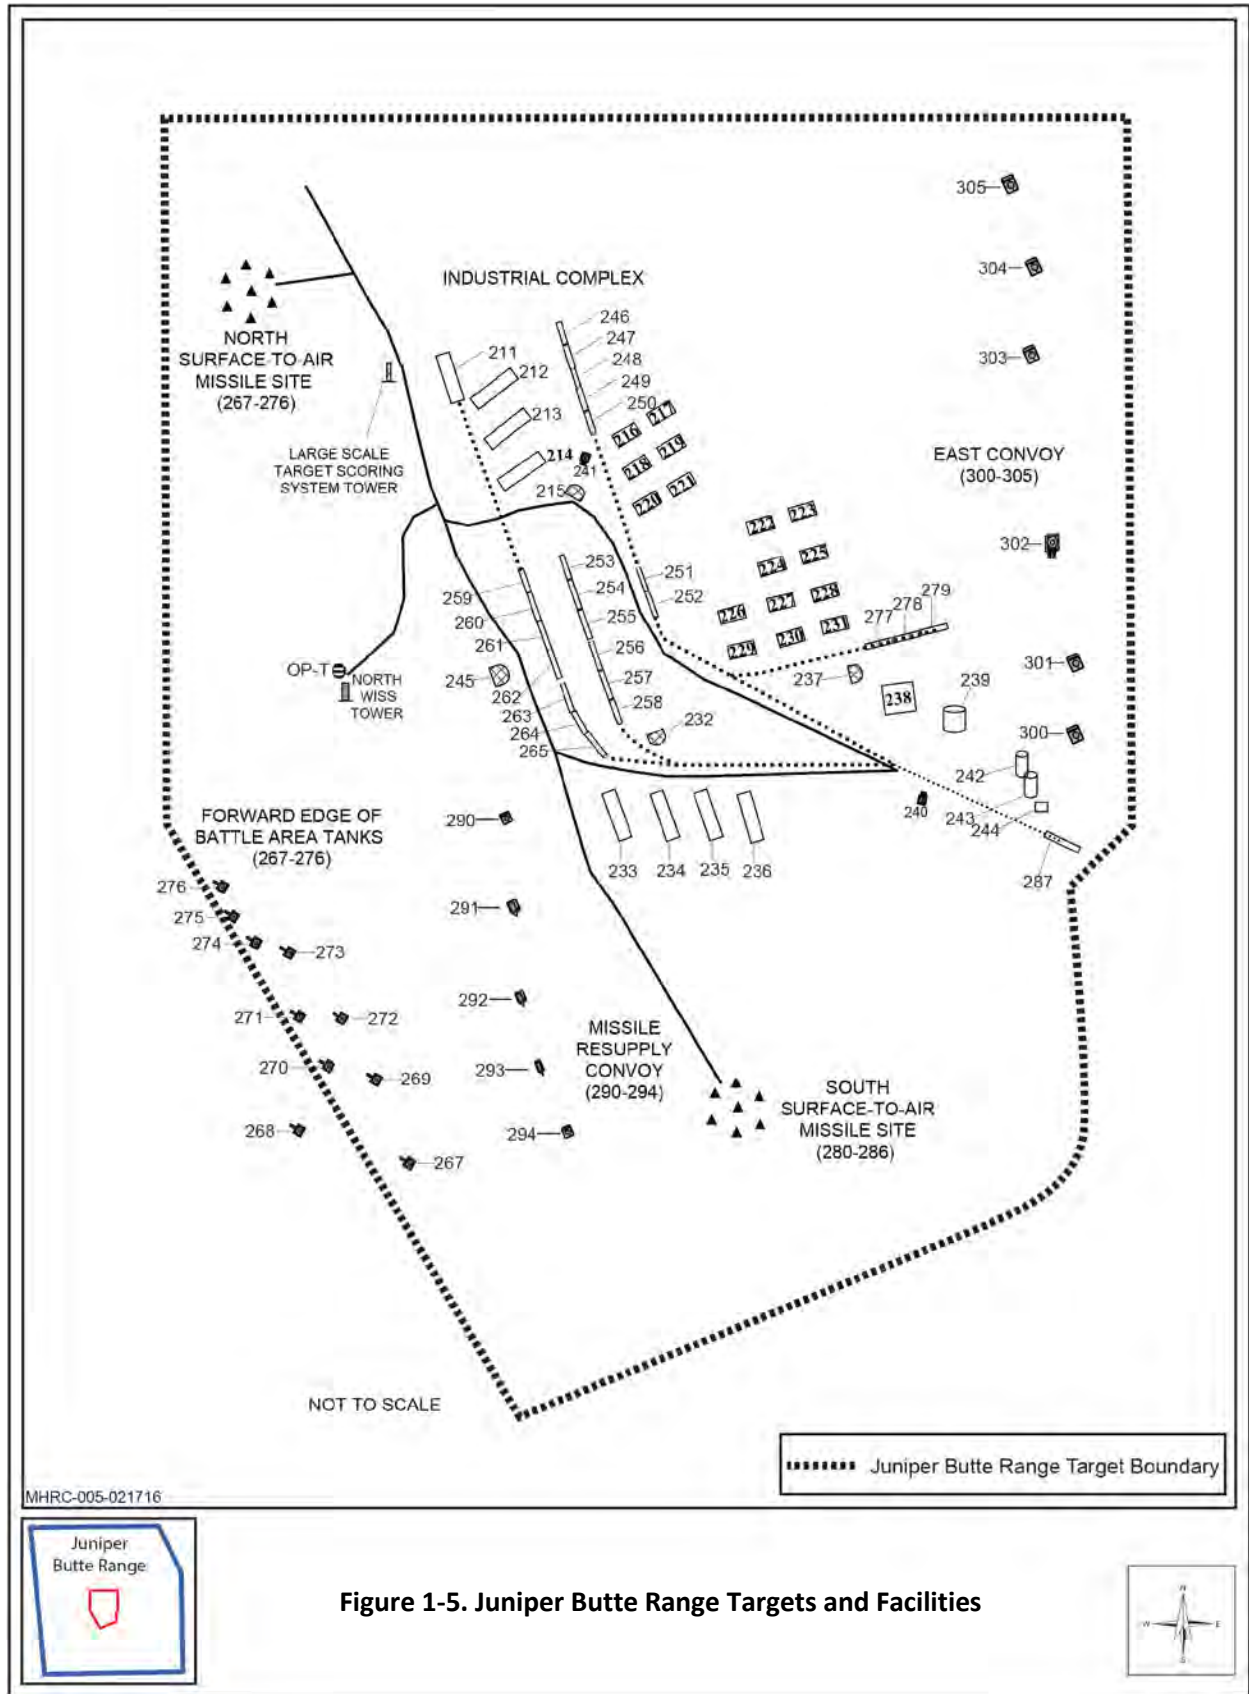 305
304
INDUSTRIAL COMPLEX
246
247
248
249
250
211
212
213
214
241
215
216
217
218
219
220
221
NORTH
SURFACE-TO-AIR
MISSILE SITE
(267-276)
303
LARGE SCALE
TARGET SCORING
SYSTEM TOWER
EAST CONVOY
(300-305)
302
222
223
224
225
226
227
228
229
230
231
277
278
279
251
252
253
254
255
256
257
258
259
260
261
262
263
264
265
245
232
OP-T
NORTH
WISS
TOWER
237
238
239
301
300
242
243
244
240
287
233
234
235
236
FORWARD EDGE OF
BATTLE AREA TANKS
(267-276)
276
275
274
273
271
272
270
269
268
267
290
291
292
293
294
MISSILE
RESUPPLY
CONVOY
(290-294)
SOUTH
SURFACE-TO-AIR
MISSILE SITE
(280-286)
NOT TO SCALE
Juniper Butte Range Target Boundary
MHRC-005-021716
Juniper
Butte Range
Figure 1-5. Juniper Butte Range Targets and Facilities
N
W
E
S